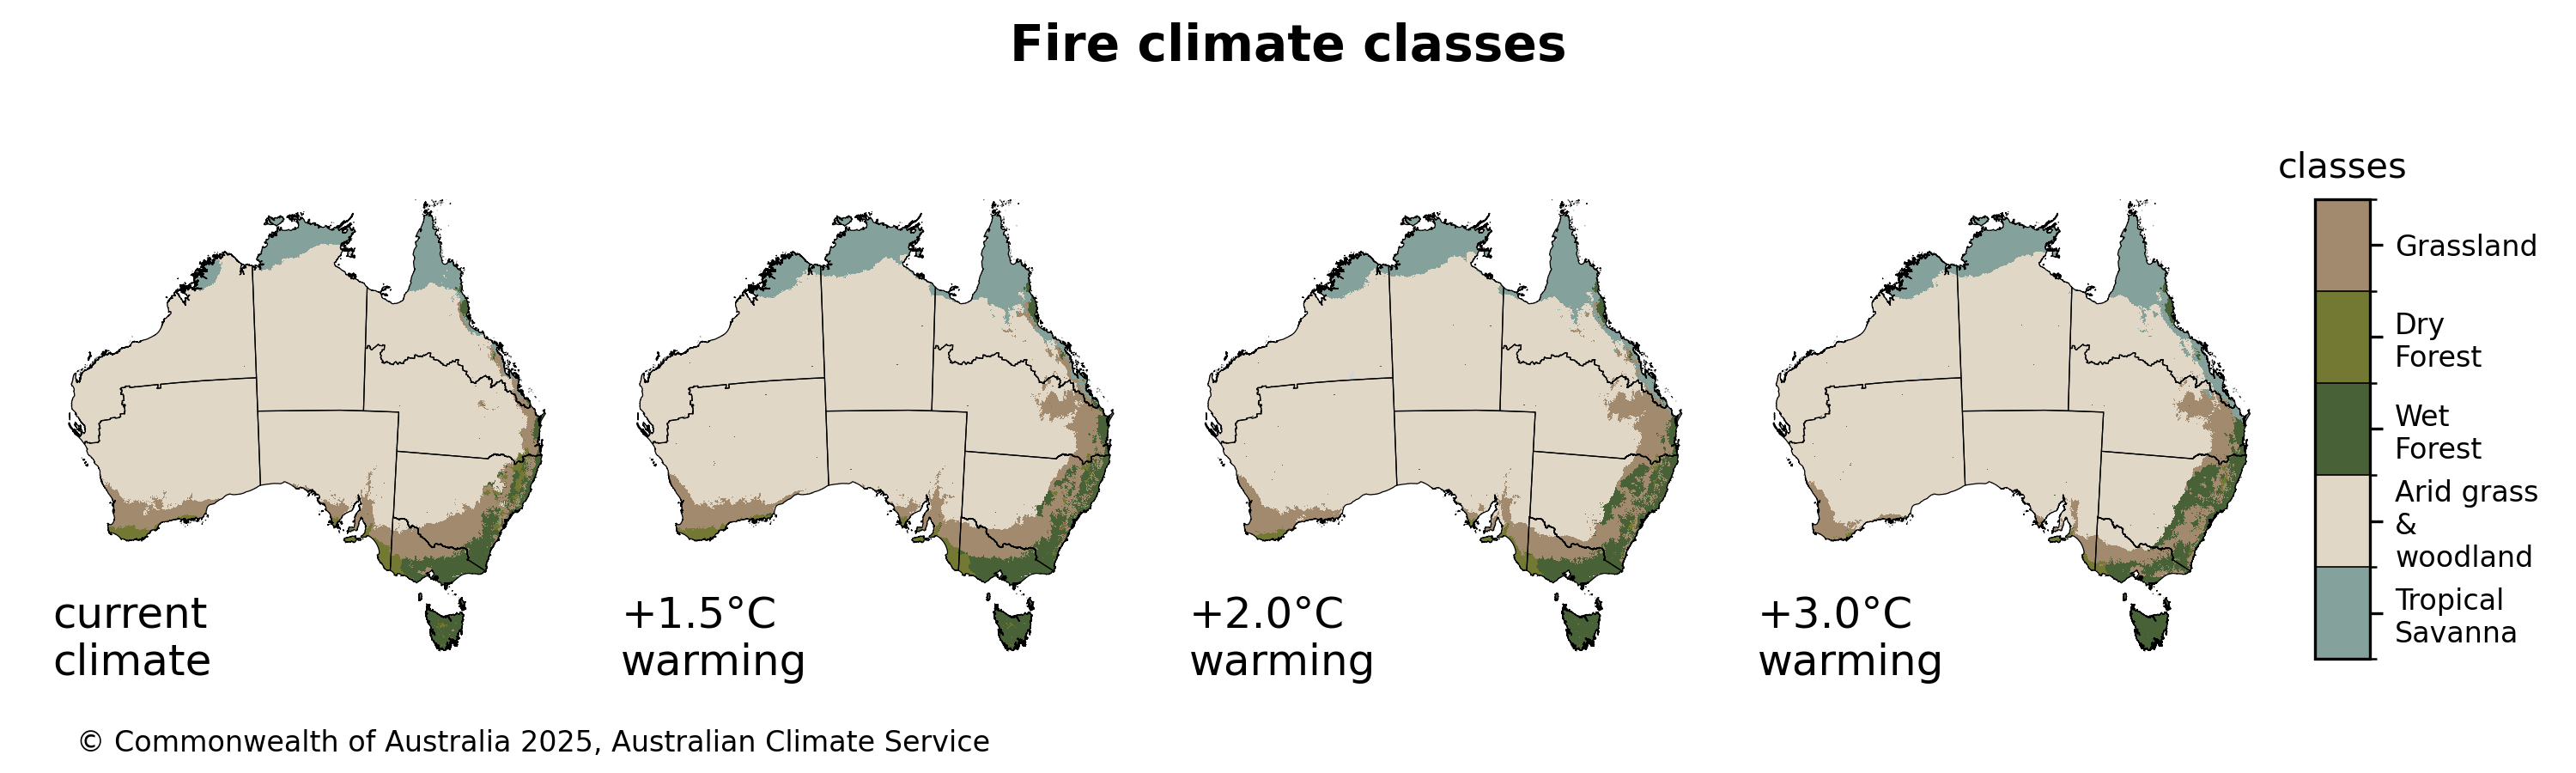 Fire climate classes
classes
Grassland
Dry
Forest
Wet
Forest
Arid grass
&
woodland
Tropical
Savanna
current
climate
+1.5°C
warming
+2.0°C
warming
+3.0°C
warming
© Commonwealth of Australia 2025, Australian Climate Service